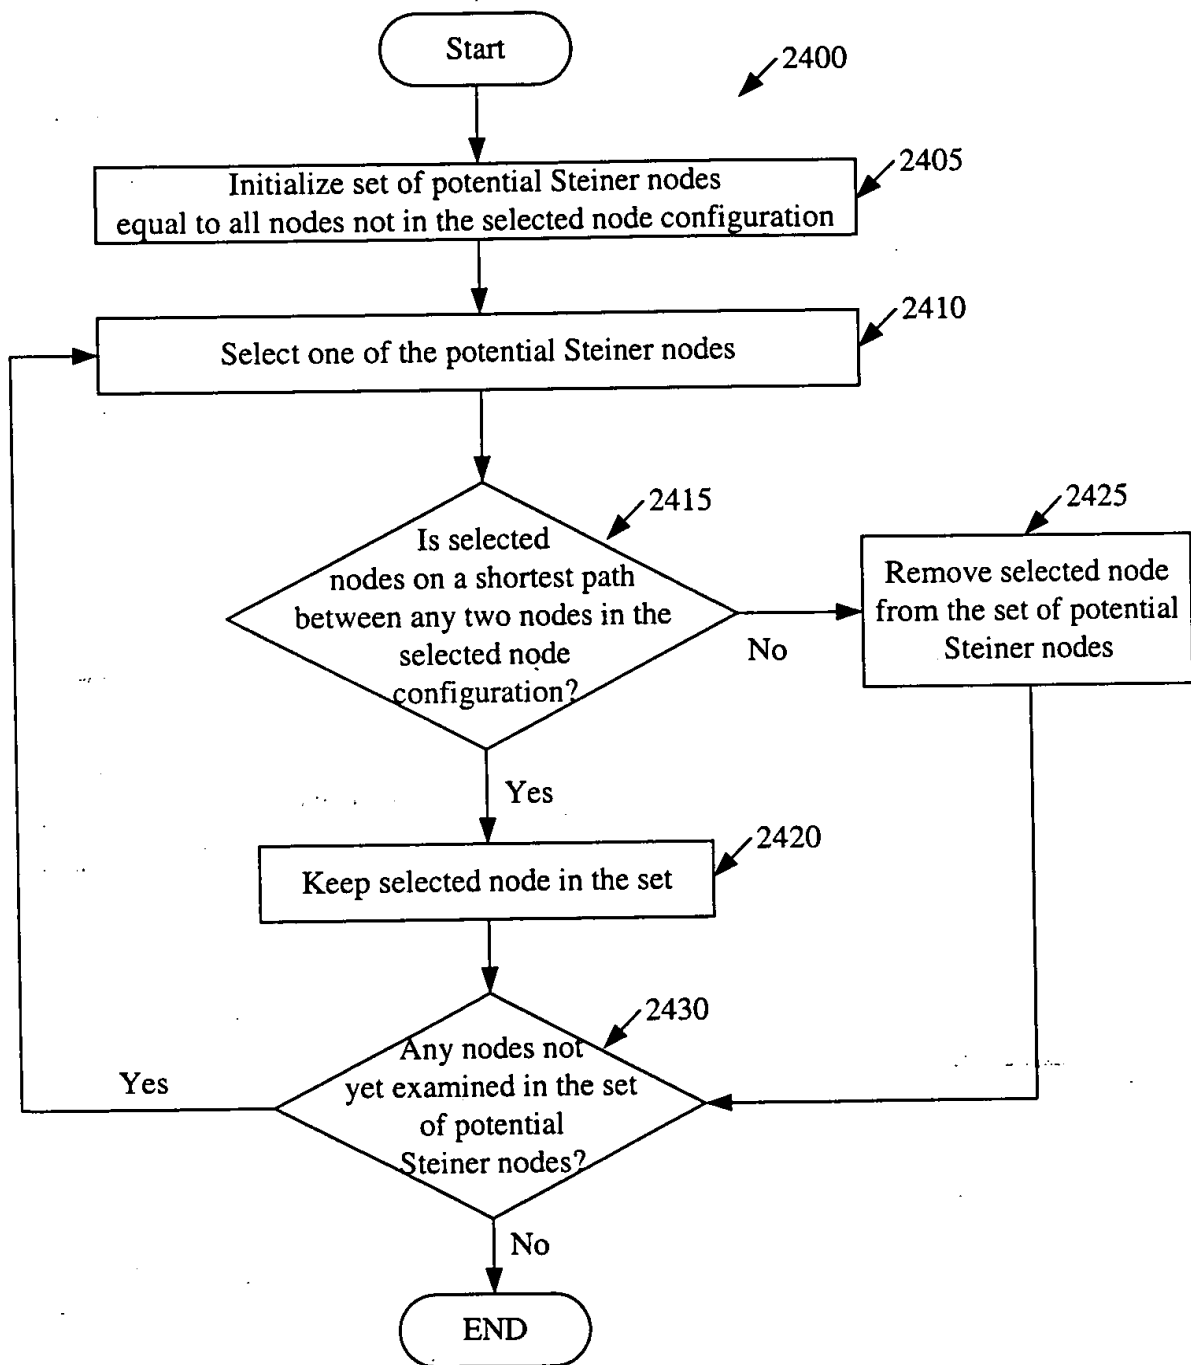 Start
2400
2405
Initialize set of potential Steiner nodes
equal to all nodes not in the selected node configuration
2410
Select one of the potential Steiner nodes
2415
Is selected
nodes on a shortest path
between any two nodes in the
selected node
configuration?
No
2425
Remove selected node
from the set of potential
Steiner nodes
Yes
2420
Keep selected node in the set
2430
Any nodes not
yet examined in the set
of potential
Steiner nodes?
Yes
No
END